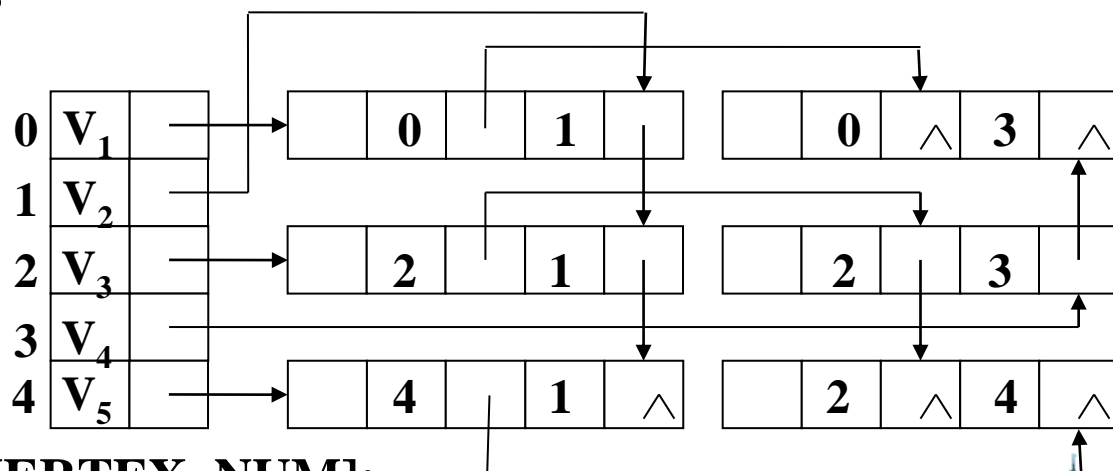 0 V₁ 0 1 0 ∧ 3 ∧
1 V₂
2 V₃ 2 1 2 3
3 V₄
4 V₅ 4 1 ∧ 2 ∧ 4 ∧